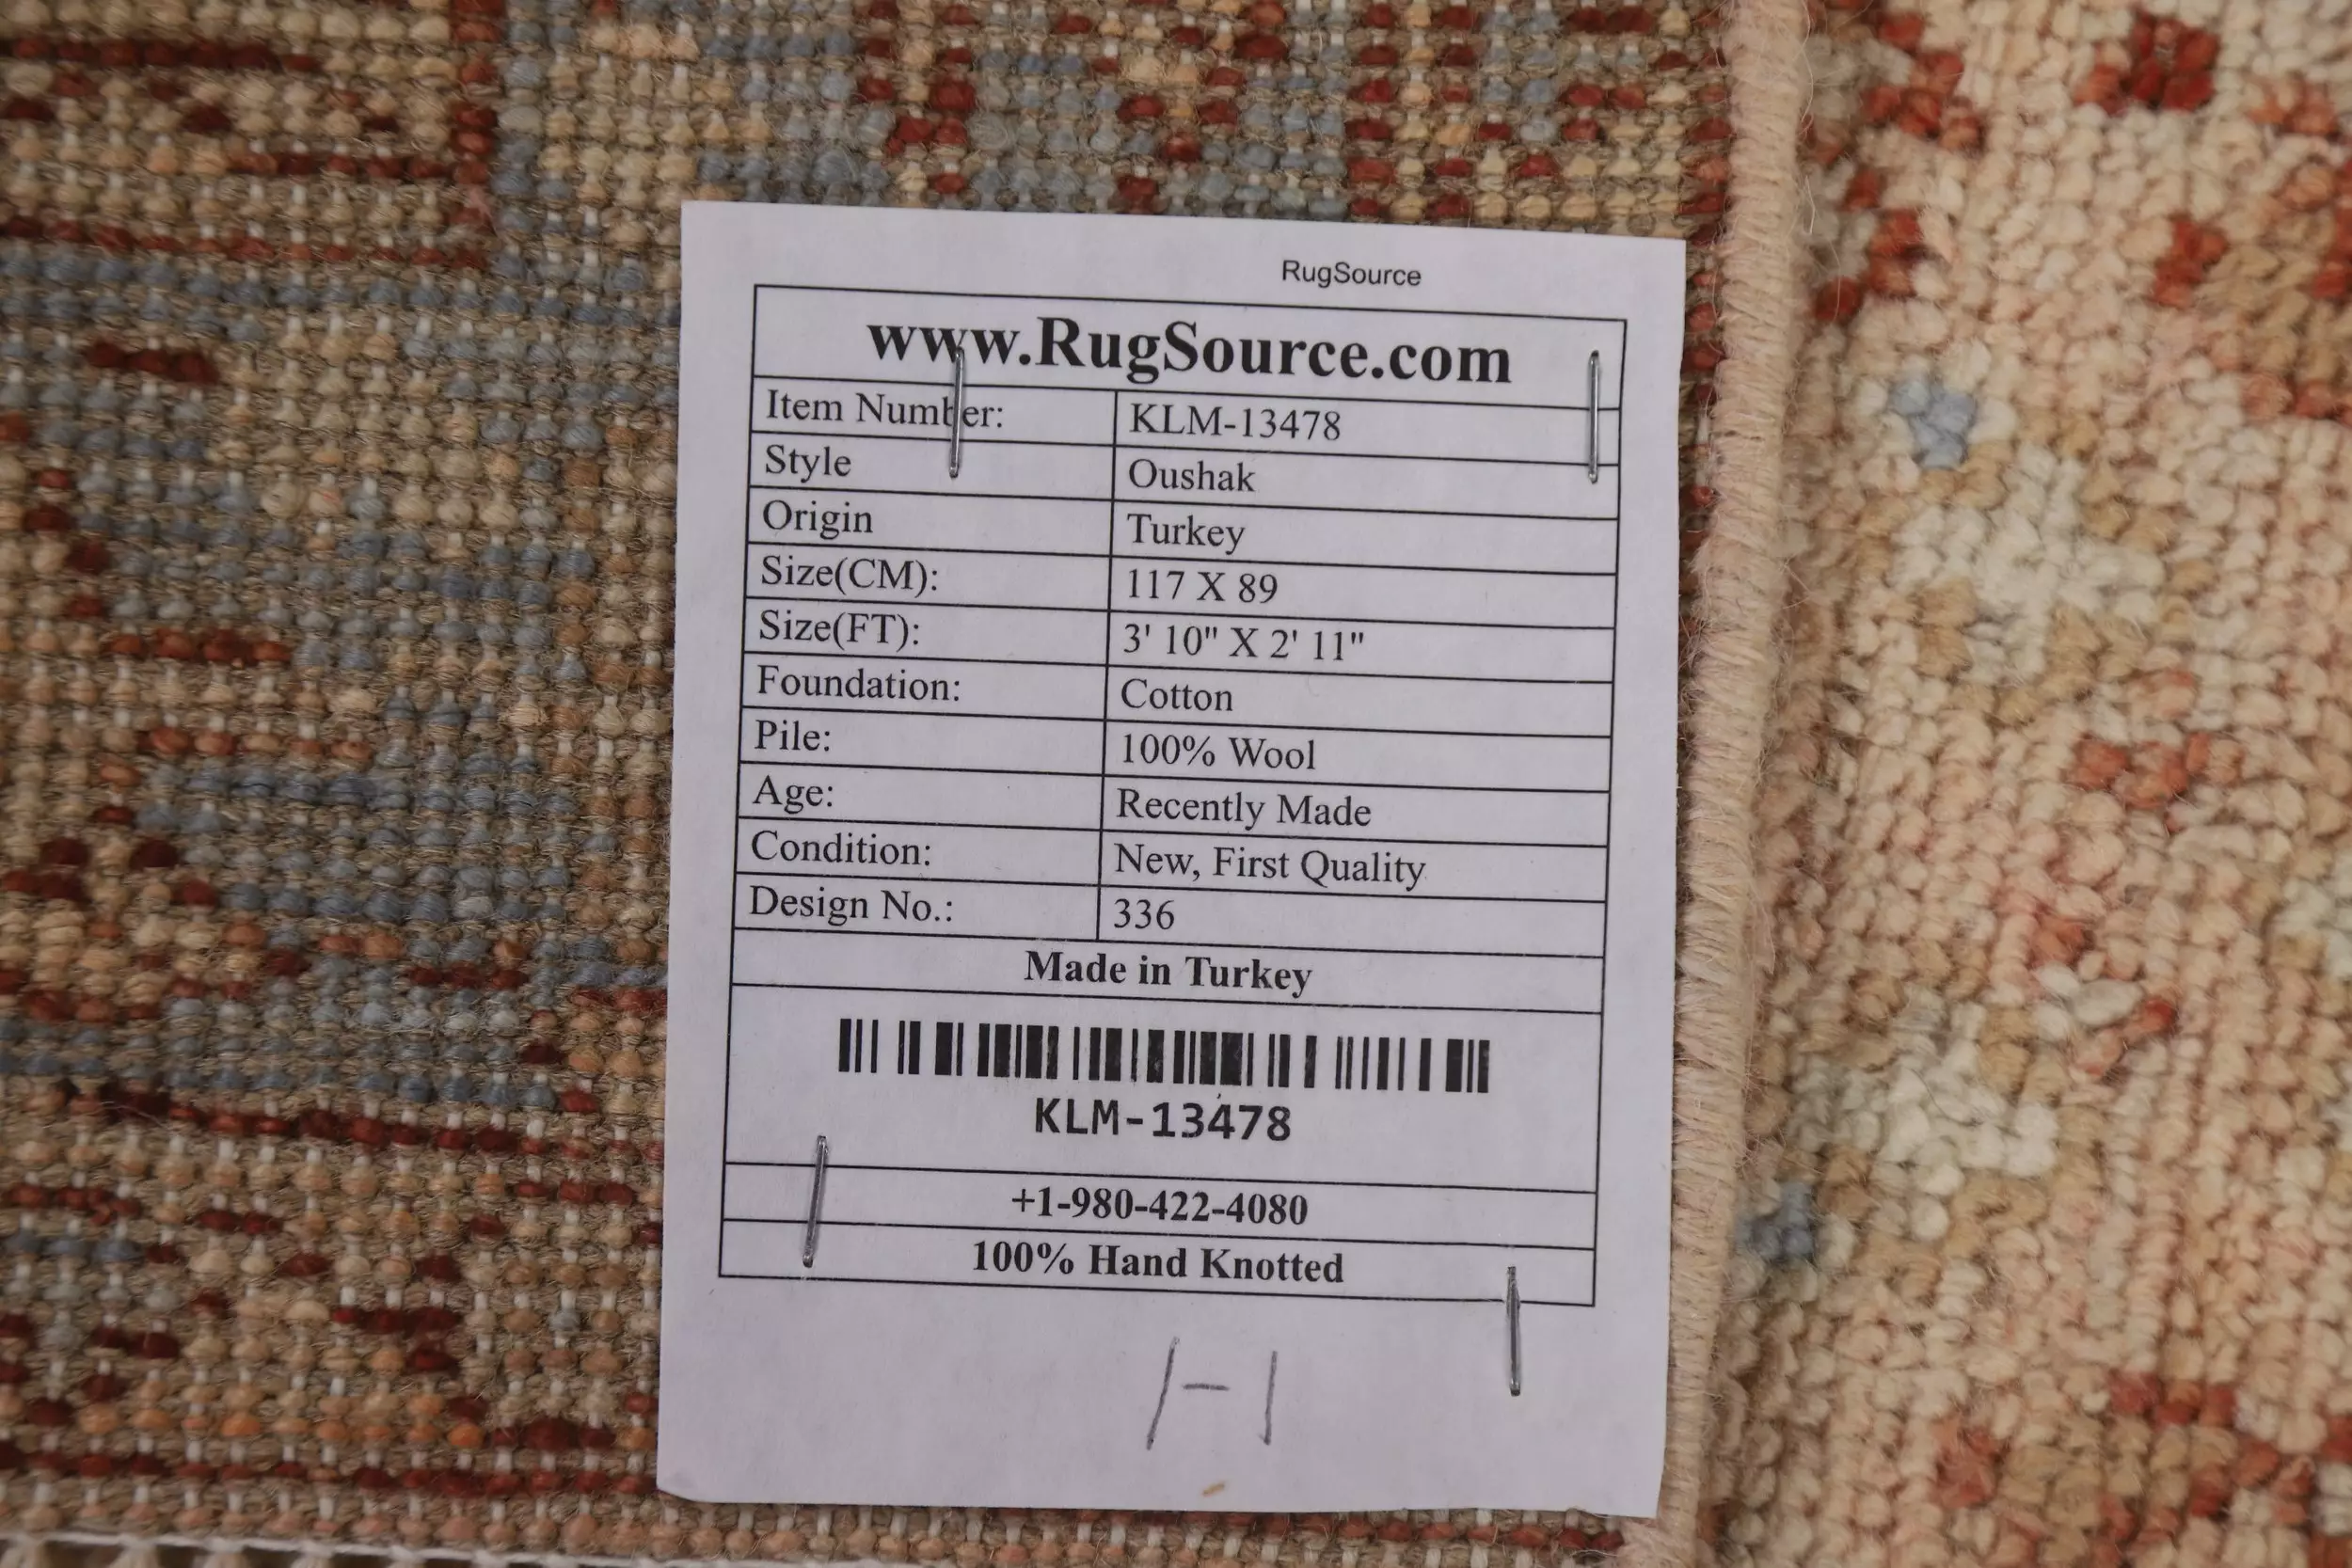 RugSource
www.RugSource.com
Item Number: KLM-13478
Style Oushak
Origin Turkey
Size(CM): 117 X 89
Size(FT): 3' 10" X 2' 11"
Foundation: Cotton
Pile: 100% Wool
Age: Recently Made
Condition: New, First Quality
Design No.: 336
Made in Turkey
KLM-13478
+1-980-422-4080
100% Hand Knotted
1-1